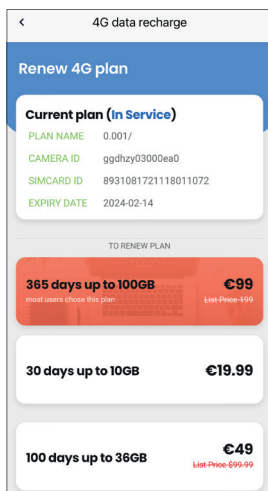 4G data recharge
Renew 4G plan
Current plan (In Service)
PLAN NAME 0.001/
CAMERA ID ggdhzy03000ea0
SIMCARD ID 8931081721118011072
EXPIRY DATE 2024-02-14
TO RENEW PLAN
365 days up to 100GB €99
most users chose this plan List Price 199
30 days up to 10GB €19.99
100 days up to 36GB €49
List Price $99.99